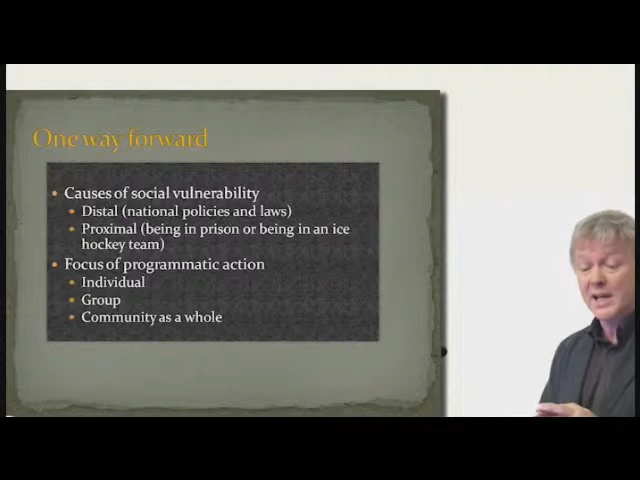 One way forward
• Causes of social vulnerability
• Distal (national policies and laws)
• Proximal (being in prison or being in an ice
hockey team)
• Focus of programmatic action
• Individual
• Group
• Community as a whole